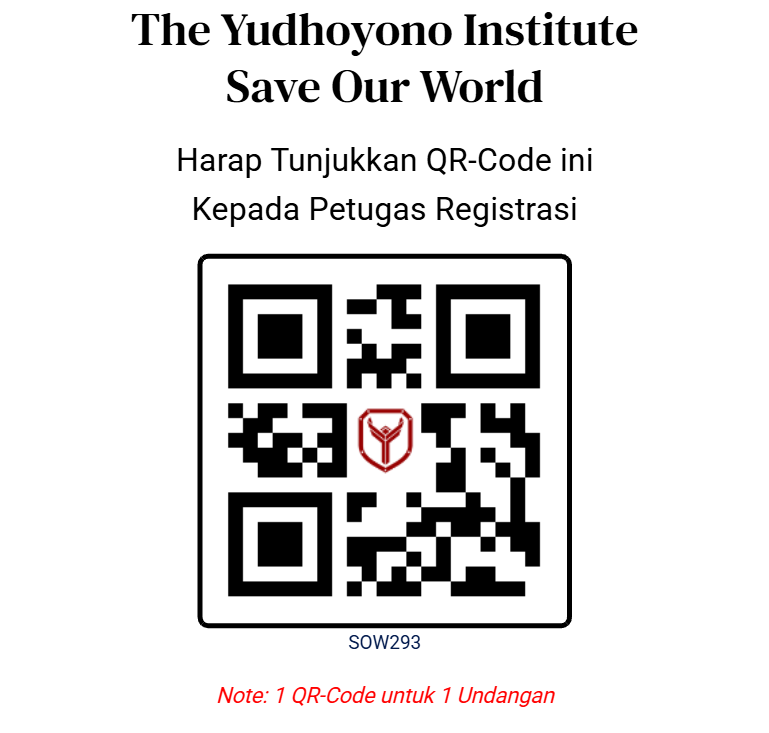 The Yudhoyono Institute
Save Our World
Harap Tunjukkan QR-Code ini
Kepada Petugas Registrasi
SOW293
Note: 1 QR-Code untuk 1 Undangan